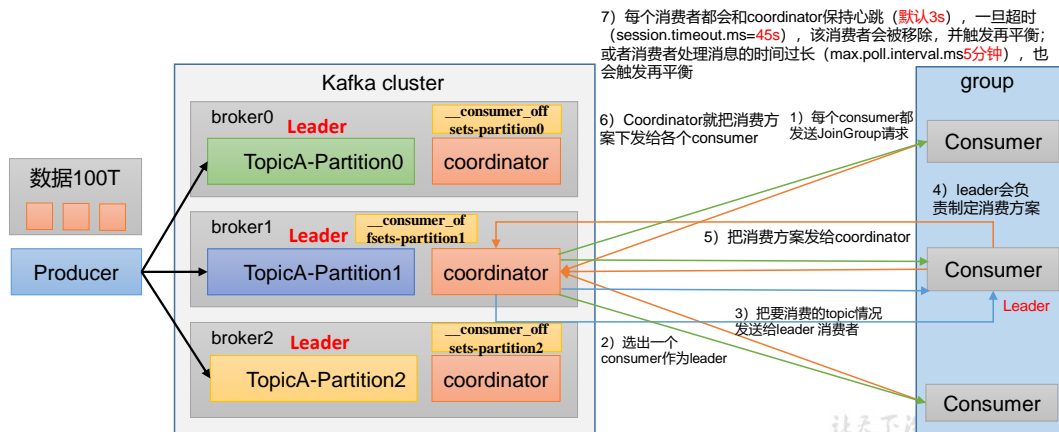 7）每个消费者都会和coordinator保持心跳（默认3s），一旦超时
（session.timeout.ms=45s），该消费者会被移除，并触发再平衡；
或者消费者处理消息的时间过长（max.poll.interval.ms5分钟），也
会触发再平衡
Kafka cluster
group
broker0
Leader
__consumer_off
sets-partition0
TopicA-Partition0
coordinator
6）Coordinator就把消费方
案下发给各个consumer
1）每个consumer都
发送JoinGroup请求
Consumer
数据100T
4）leader会负
责制定消费方案
broker1
Leader
__consumer_of
fsets-partition1
5）把消费方案发给coordinator
Producer
TopicA-Partition1
coordinator
Consumer
Leader
3）把要消费的topic情况
发送给leader 消费者
broker2
Leader
__consumer_off
sets-partition2
2）选出一个
consumer作为leader
TopicA-Partition2
coordinator
Consumer
让天下